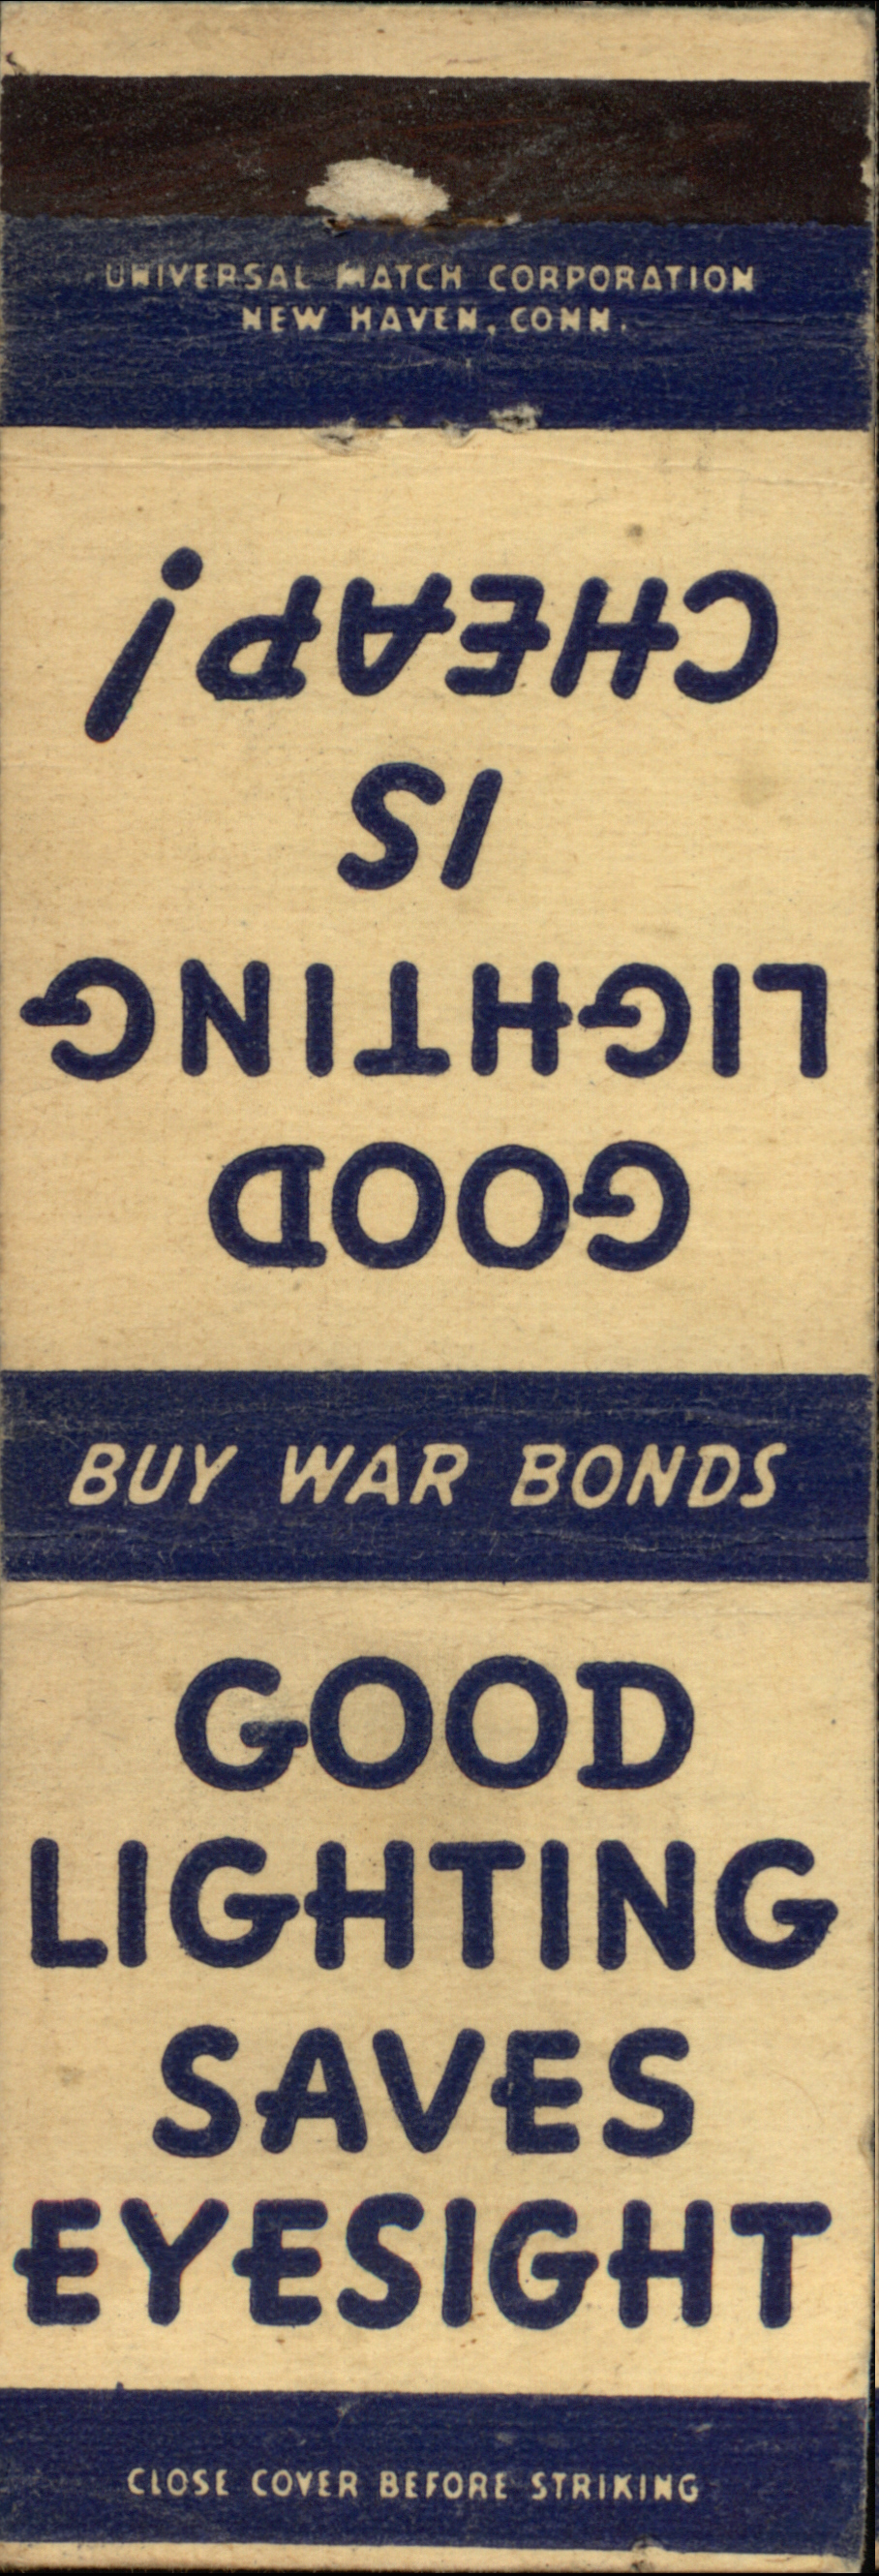 UNIVERSAL MATCH CORPORATION
NEW HAVEN, CONN.
GOOD
LIGHTING
IS
CHEAP!
BUY WAR BONDS
GOOD
LIGHTING
SAVES
EYESIGHT
CLOSE COVER BEFORE STRIKING